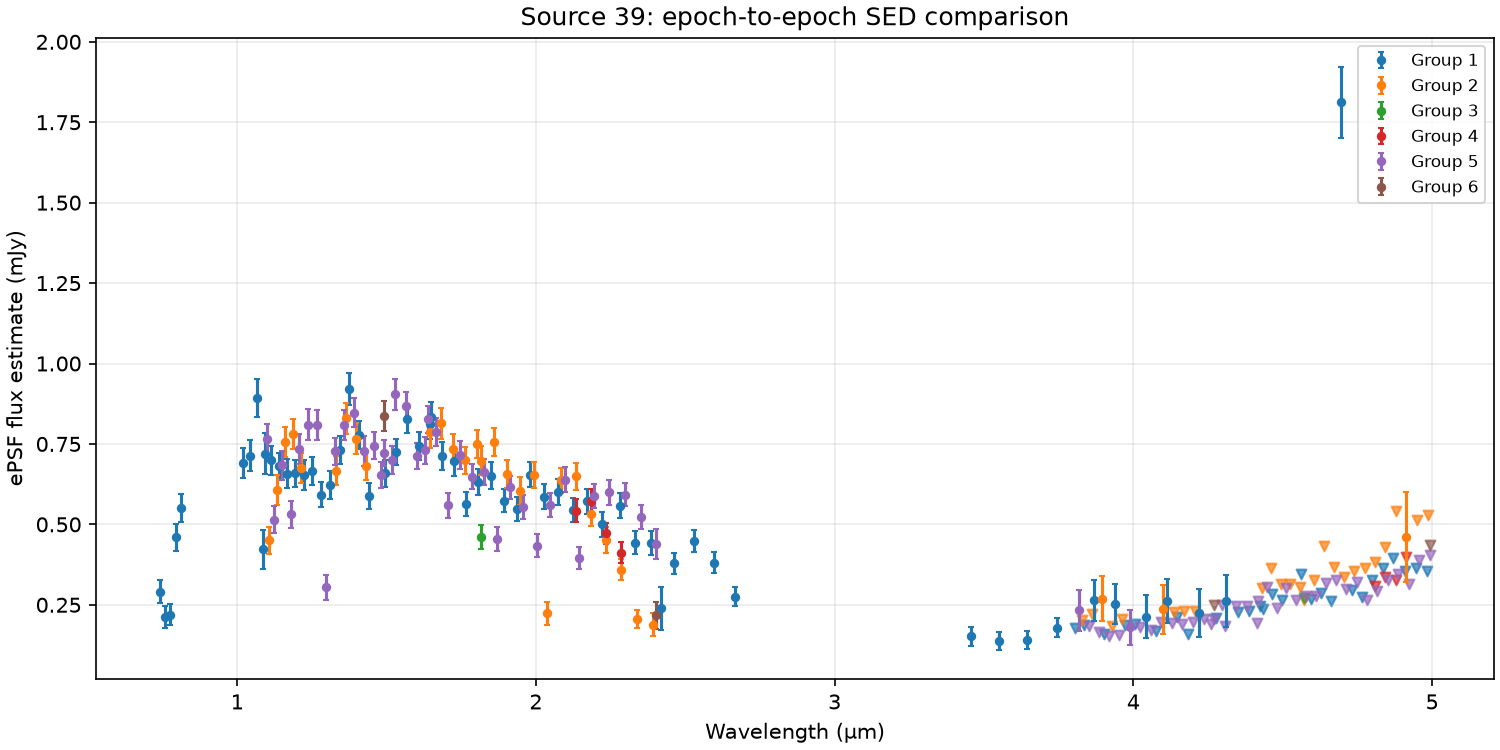 Source 39: epoch-to-epoch SED comparison
ePSF flux estimate (mJy)
2.00
1.75
1.50
1.25
1.00
0.75
0.50
0.25
Group 1
Group 2
Group 3
Group 4
Group 5
Group 6
1 2 3 4 5
Wavelength (μm)